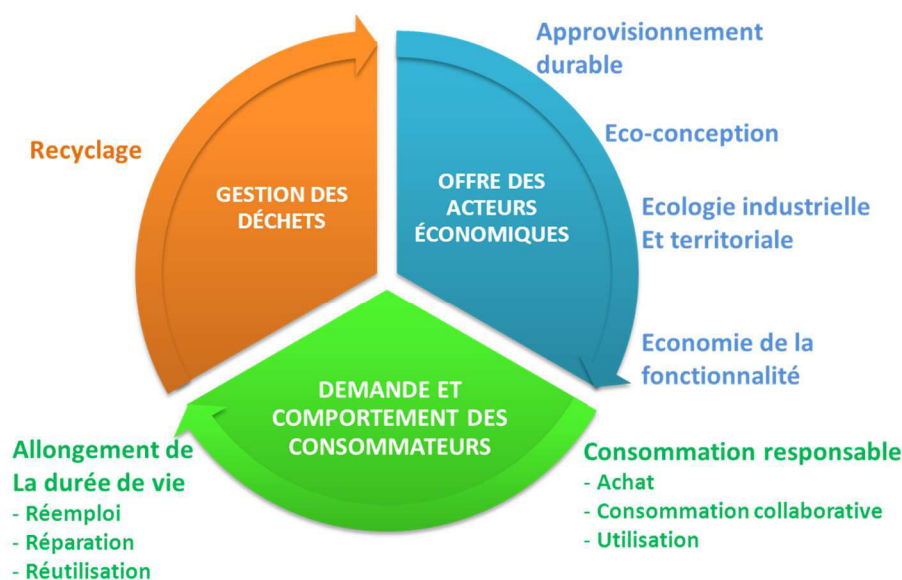 Approvisionnement
durable
Eco-conception
Ecologie industrielle
Et territoriale
Economie de la
fonctionnalité
OFFRE DES
ACTEURS
ÉCONOMIQUES
Recyclage
GESTION DES
DÉCHETS
DEMANDE ET
COMPORTEMENT DES
CONSOMMATEURS
Consommation responsable
- Achat
- Consommation collaborative
- Utilisation
Allongement de
La durée de vie
- Réemploi
- Réparation
- Réutilisation